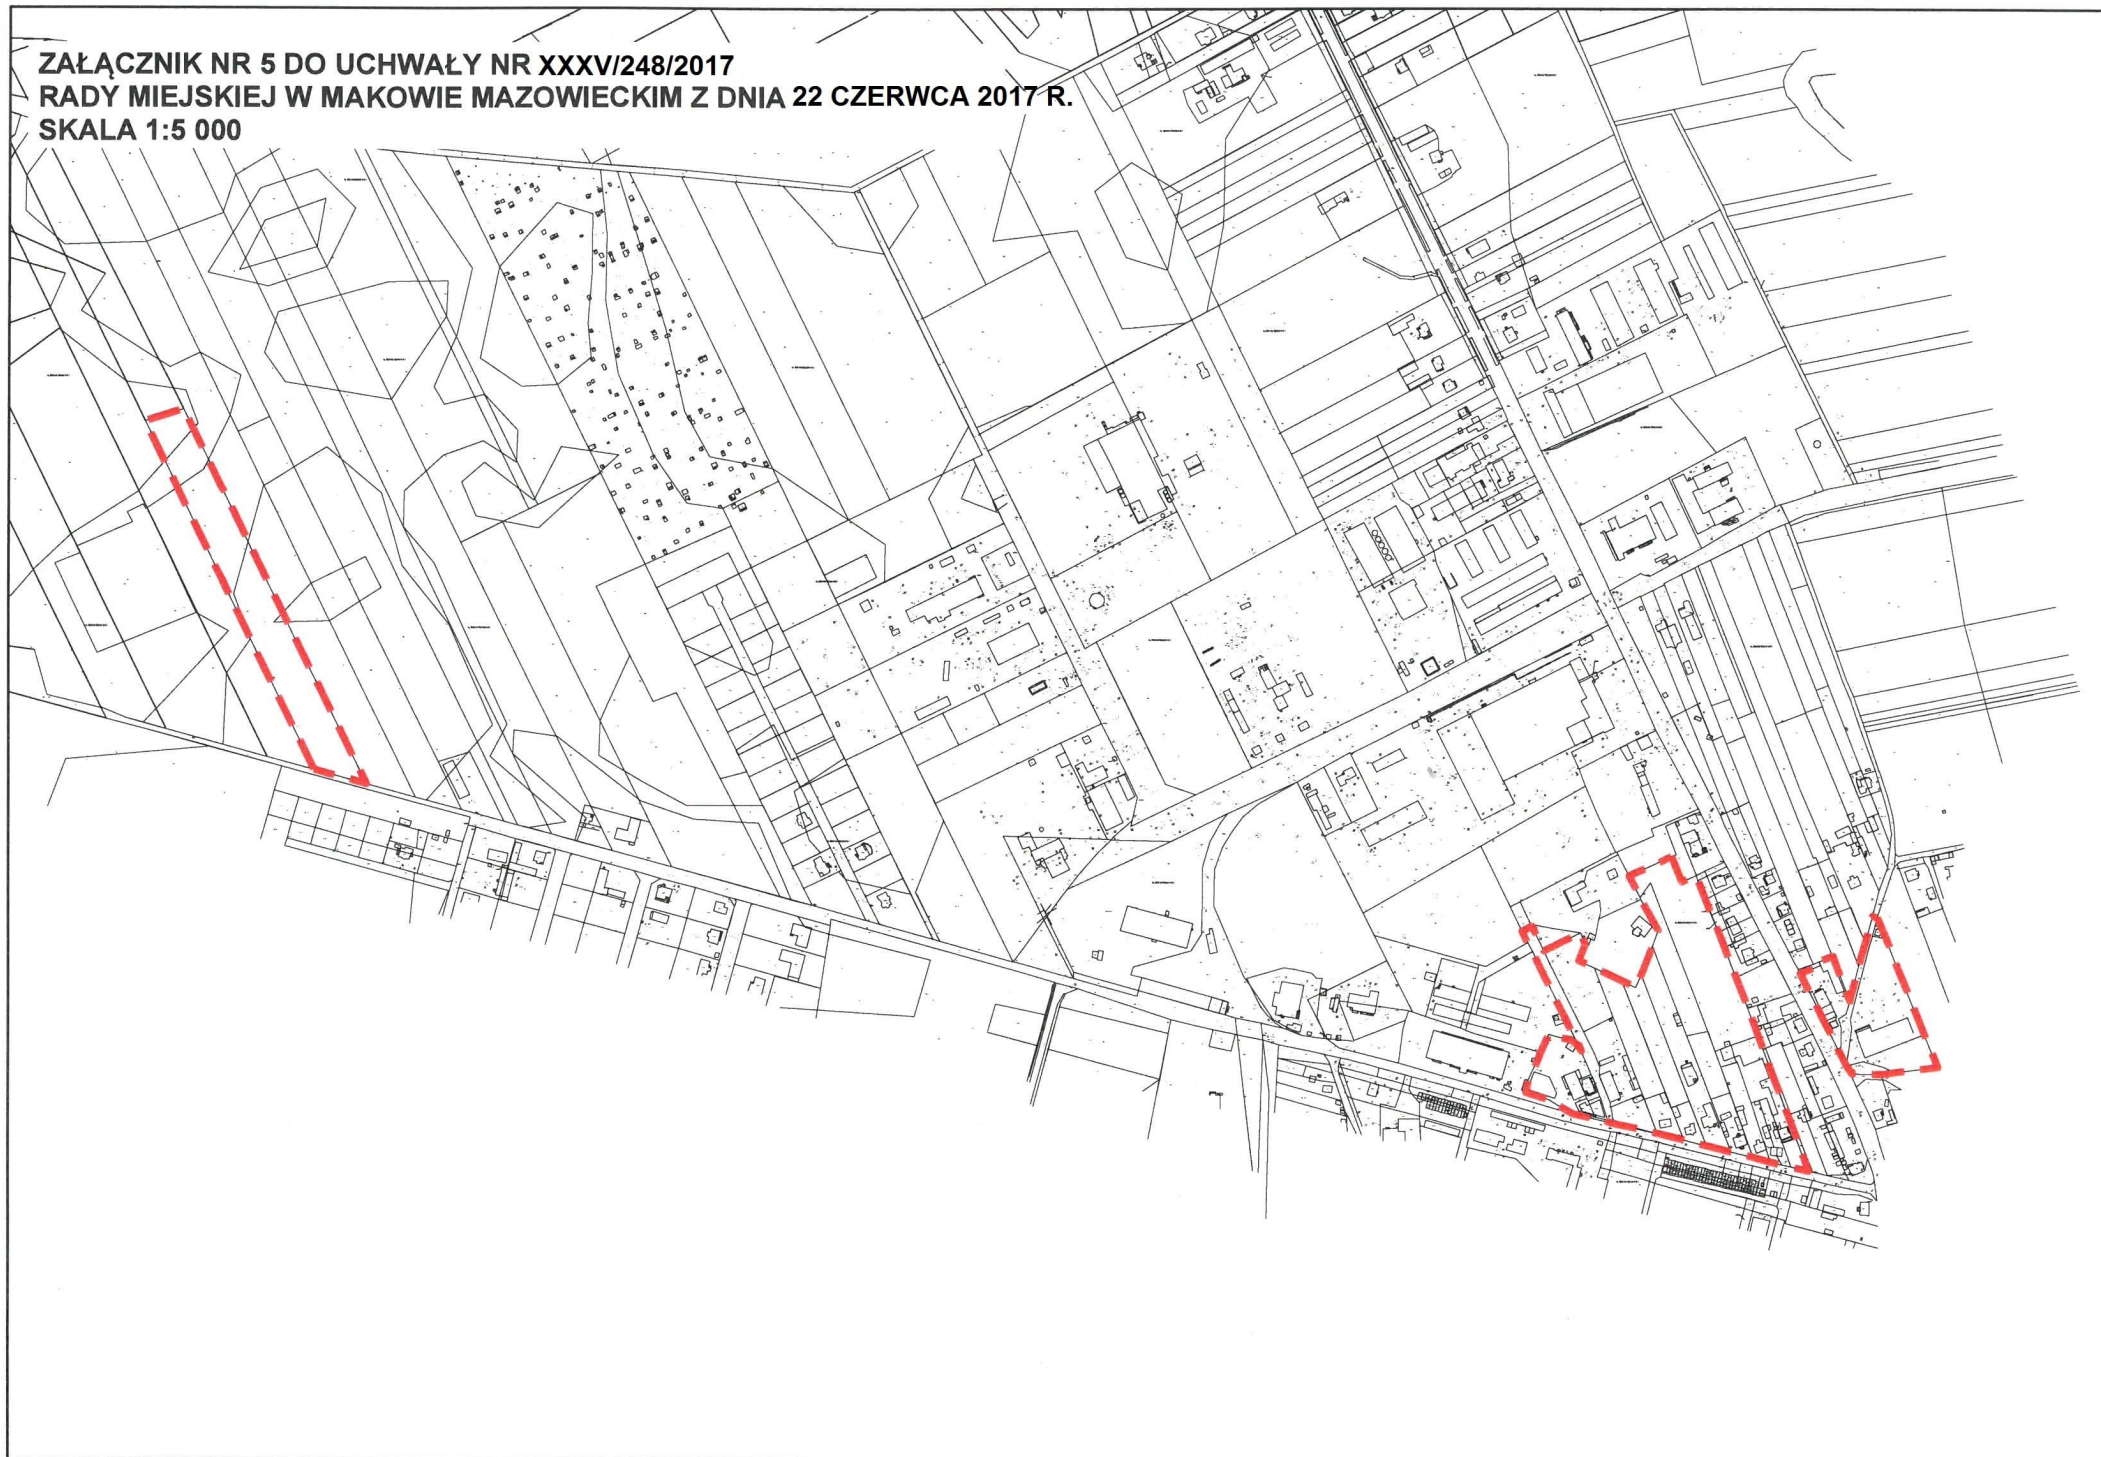 ZAŁĄCZNIK NR 5 DO UCHWAŁY NR XXXV/248/2017
RADY MIEJSKIEJ W MAKOWIE MAZOWIECKIM Z DNIA 22 CZERWCA 2017 R.
SKALA 1:5 000